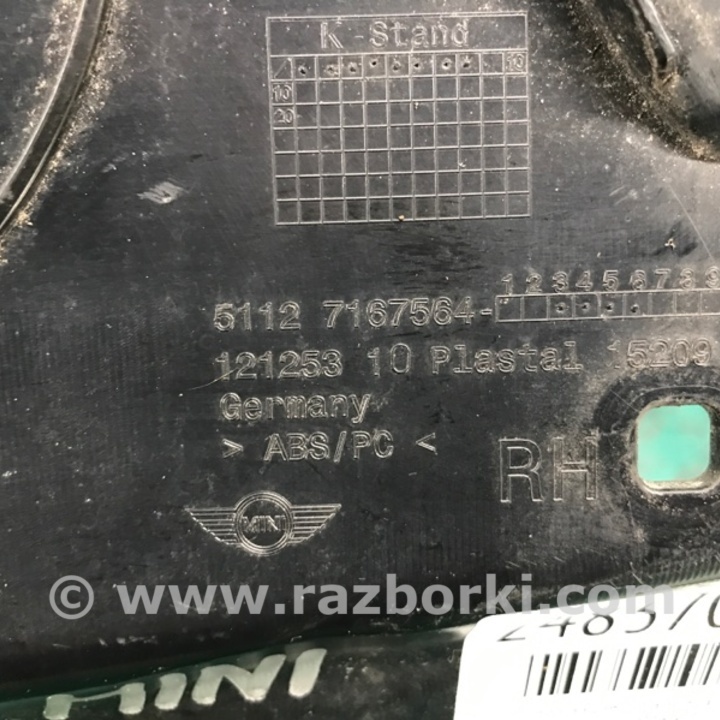 K-Stand
10
10
20
1 2 3 4 5 6 7 8 9
5112 7167564-
121253 10 Plastal 15209
Germany
> ABS/PC <
RH
MINI
© www.razborki.com
MINI